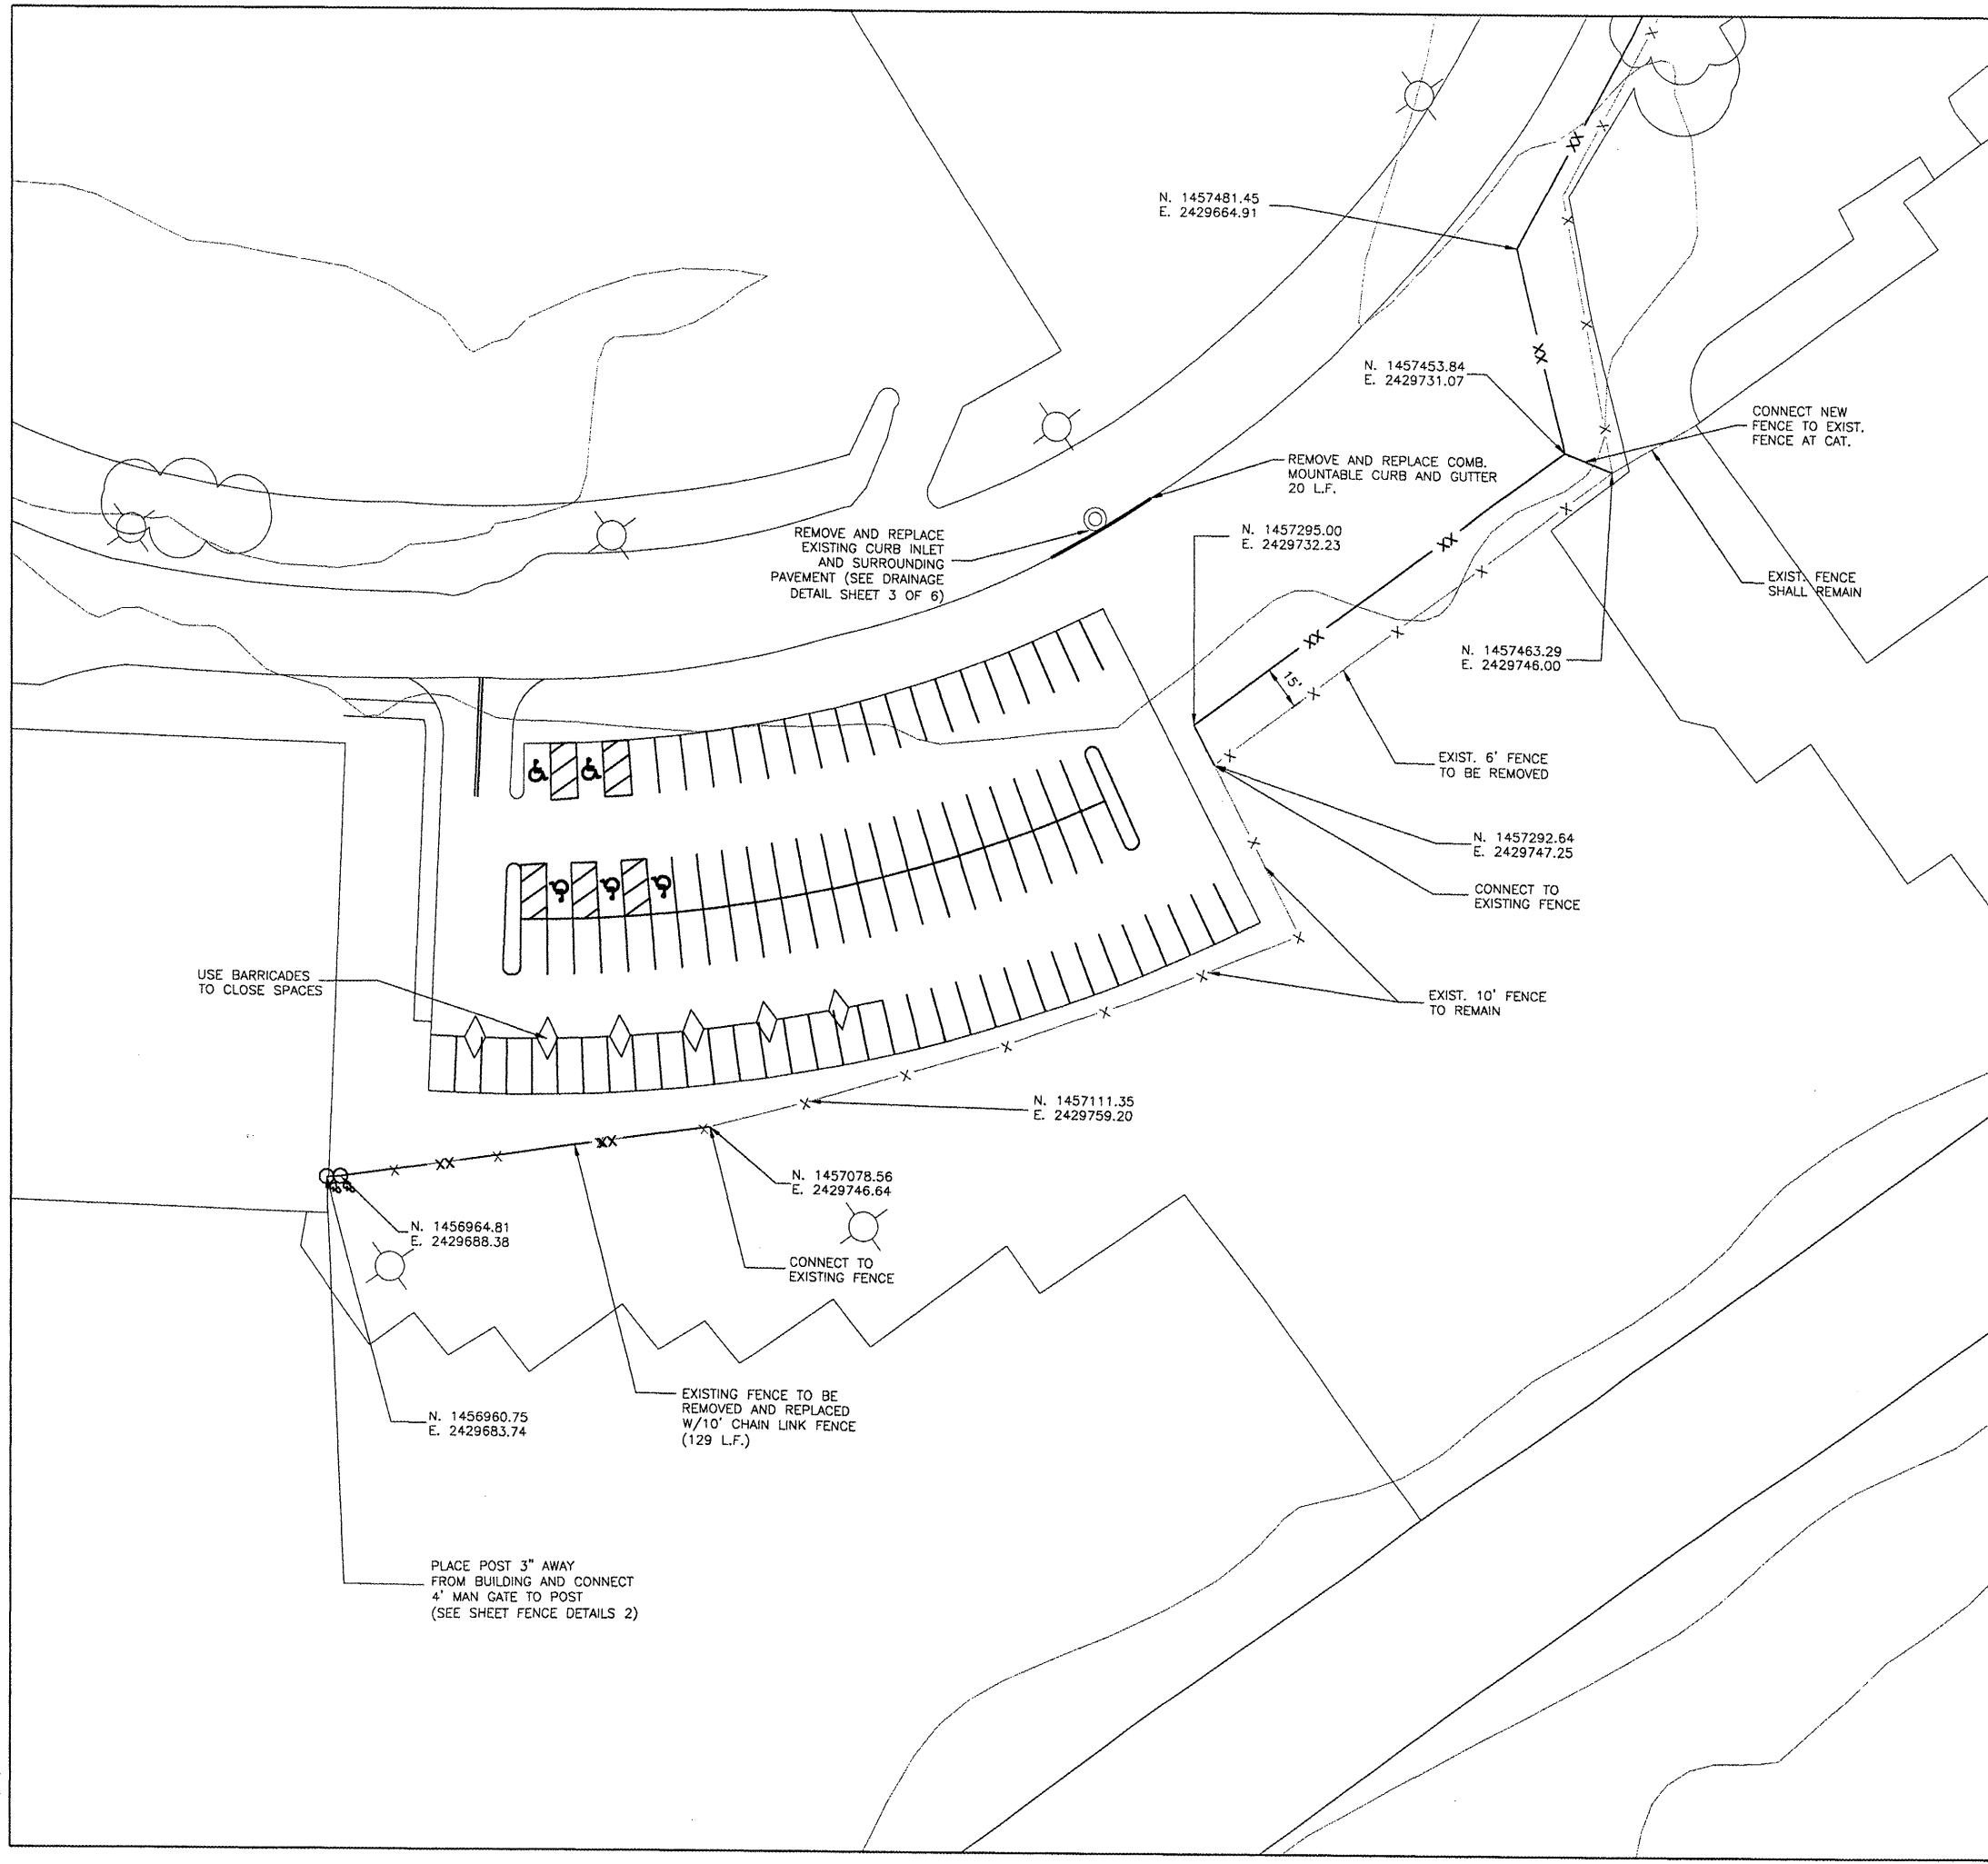 N. 1457481.45
E. 2429664.91
N. 1457453.84
E. 2429731.07
CONNECT NEW
FENCE TO EXIST.
FENCE AT CAT.
REMOVE AND REPLACE COMB.
MOUNTABLE CURB AND GUTTER
20 L.F.
REMOVE AND REPLACE
EXISTING CURB INLET
AND SURROUNDING
PAVEMENT (SEE DRAINAGE
DETAIL SHEET 3 OF 6)
N. 1457295.00
E. 2429732.23
EXIST. FENCE
SHALL REMAIN
N. 1457463.29
E. 2429746.00
15'
EXIST. 6' FENCE
TO BE REMOVED
N. 1457292.64
E. 2429747.25
CONNECT TO
EXISTING FENCE
USE BARRICADES
TO CLOSE SPACES
EXIST. 10' FENCE
TO REMAIN
N. 1457111.35
E. 2429759.20
N. 1457078.56
E. 2429746.64
N. 1456964.81
E. 2429688.38
CONNECT TO
EXISTING FENCE
EXISTING FENCE TO BE
REMOVED AND REPLACED
W/10' CHAIN LINK FENCE
(129 L.F.)
N. 1456960.75
E. 2429683.74
PLACE POST 3" AWAY
FROM BUILDING AND CONNECT
4' MAN GATE TO POST
(SEE SHEET FENCE DETAILS 2)